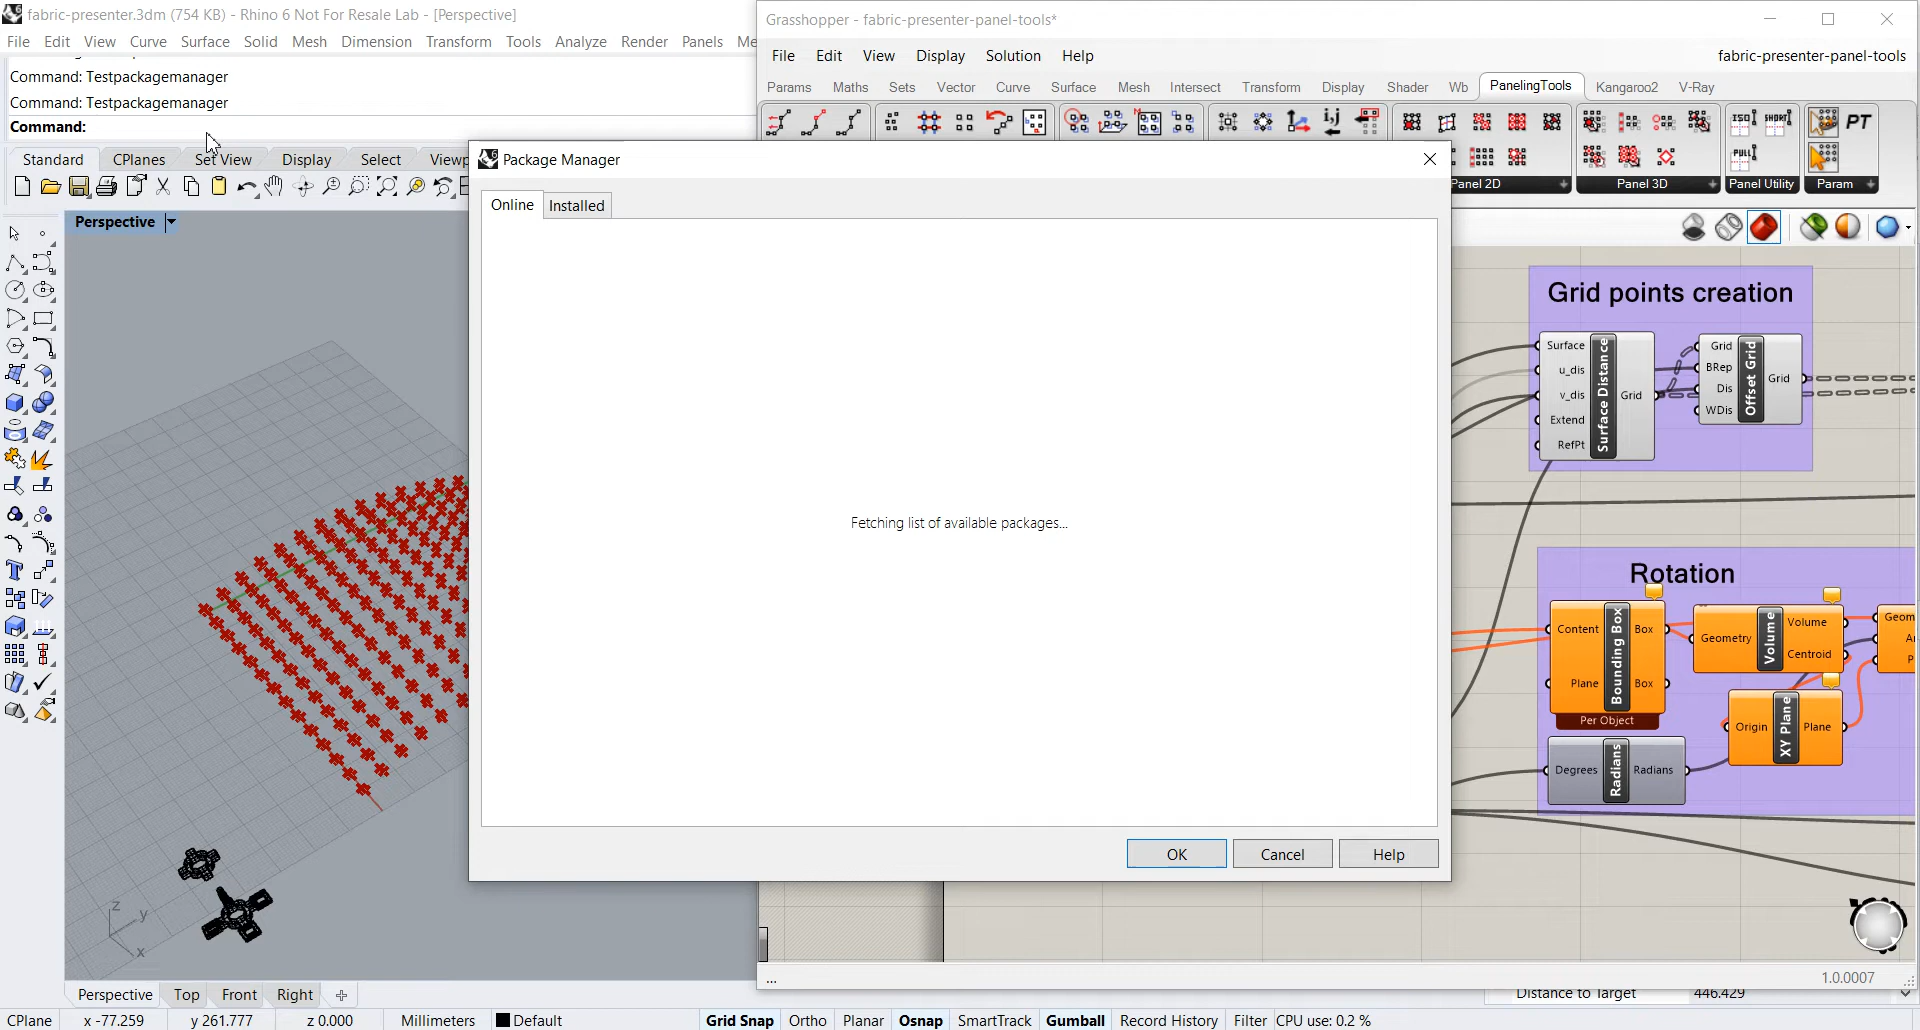 fabric-presenter.3dm (754 KB) - Rhino 6 Not For Resale Lab - [Perspective]
File Edit View Curve Surface Solid Mesh Dimension Transform Tools Analyze Render Panels
Command: Testpackagemanager
Command: Testpackagemanager
Command:
Standard CPlanes Set View Display Select
Perspective
Grasshopper - fabric-presenter-panel-tools*
File Edit View Display Solution Help
fabric-presenter-panel-tools
Params Maths Sets Vector Curve Surface Mesh Intersect Transform Display Shader Wb PanelingTools Kangaroo2 V-Ray
ISO SHORT
PULL
PT
i,j
Panel 2D Panel 3D Panel Utility Param
Package Manager
Online Installed
Fetching list of available packages...
OK Cancel Help
Grid points creation
Surface
u_dis
v_dis
Extend
RefPt
Surface Distance
Grid
Grid
BRep
Dis
WDis
Offset Grid
Grid
Rotation
Content
Plane
Bounding Box
Box
Box
Per Object
Geometry
Volume
Volume
Centroid
Origin
XY Plane
Plane
Degrees
Radians
Radians
z
y
x
1.0.0007
...
Distance to Target 446.429
Perspective Top Front Right
CPlane x -77.259 y 261.777 z 0.000 Millimeters Default Grid Snap Ortho Planar Osnap SmartTrack Gumball Record History Filter CPU use: 0.2 %